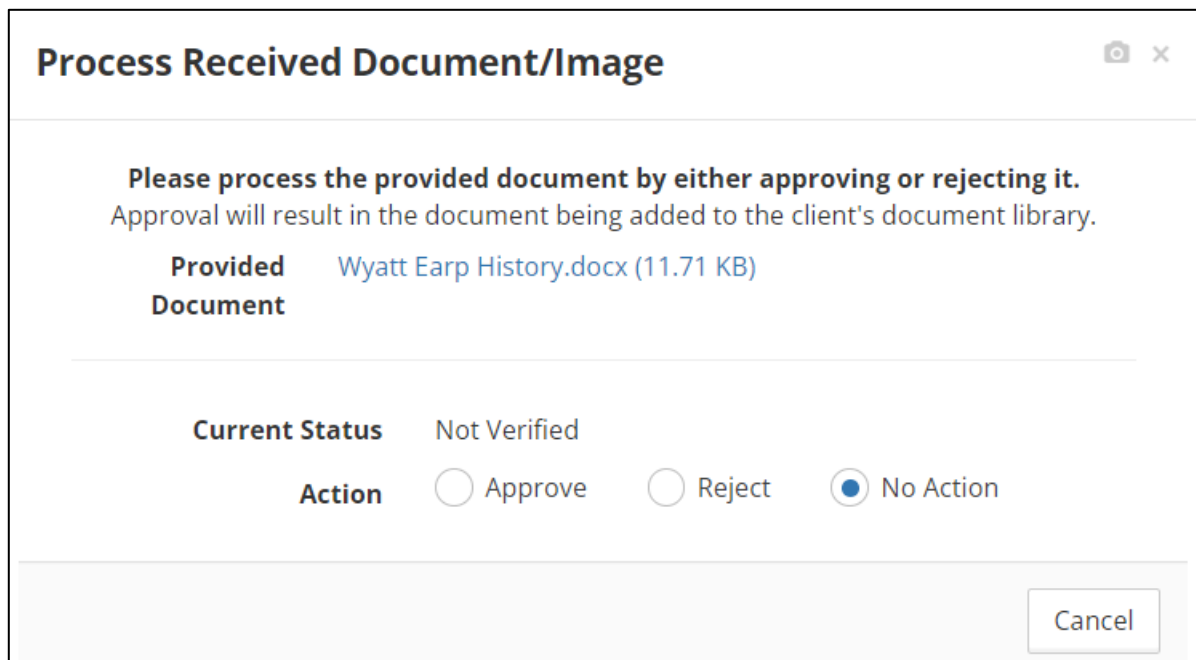 Process Received Document/Image
Please process the provided document by either approving or rejecting it.
Approval will result in the document being added to the client's document library.
Provided Document Wyatt Earp History.docx (11.71 KB)
Current Status Not Verified
Action Approve Reject No Action
Cancel